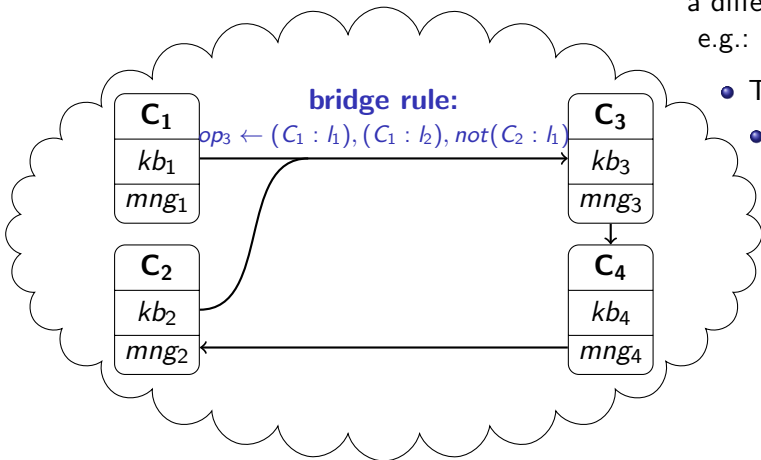 a diffe
e.g.:
T
bridge rule:
op₃ ← (C₁ : l₁), (C₁ : l₂), not(C₂ : l₁)
C₁
kb₁
mng₁
C₃
kb₃
mng₃
C₂
kb₂
mng₂
C₄
kb₄
mng₄